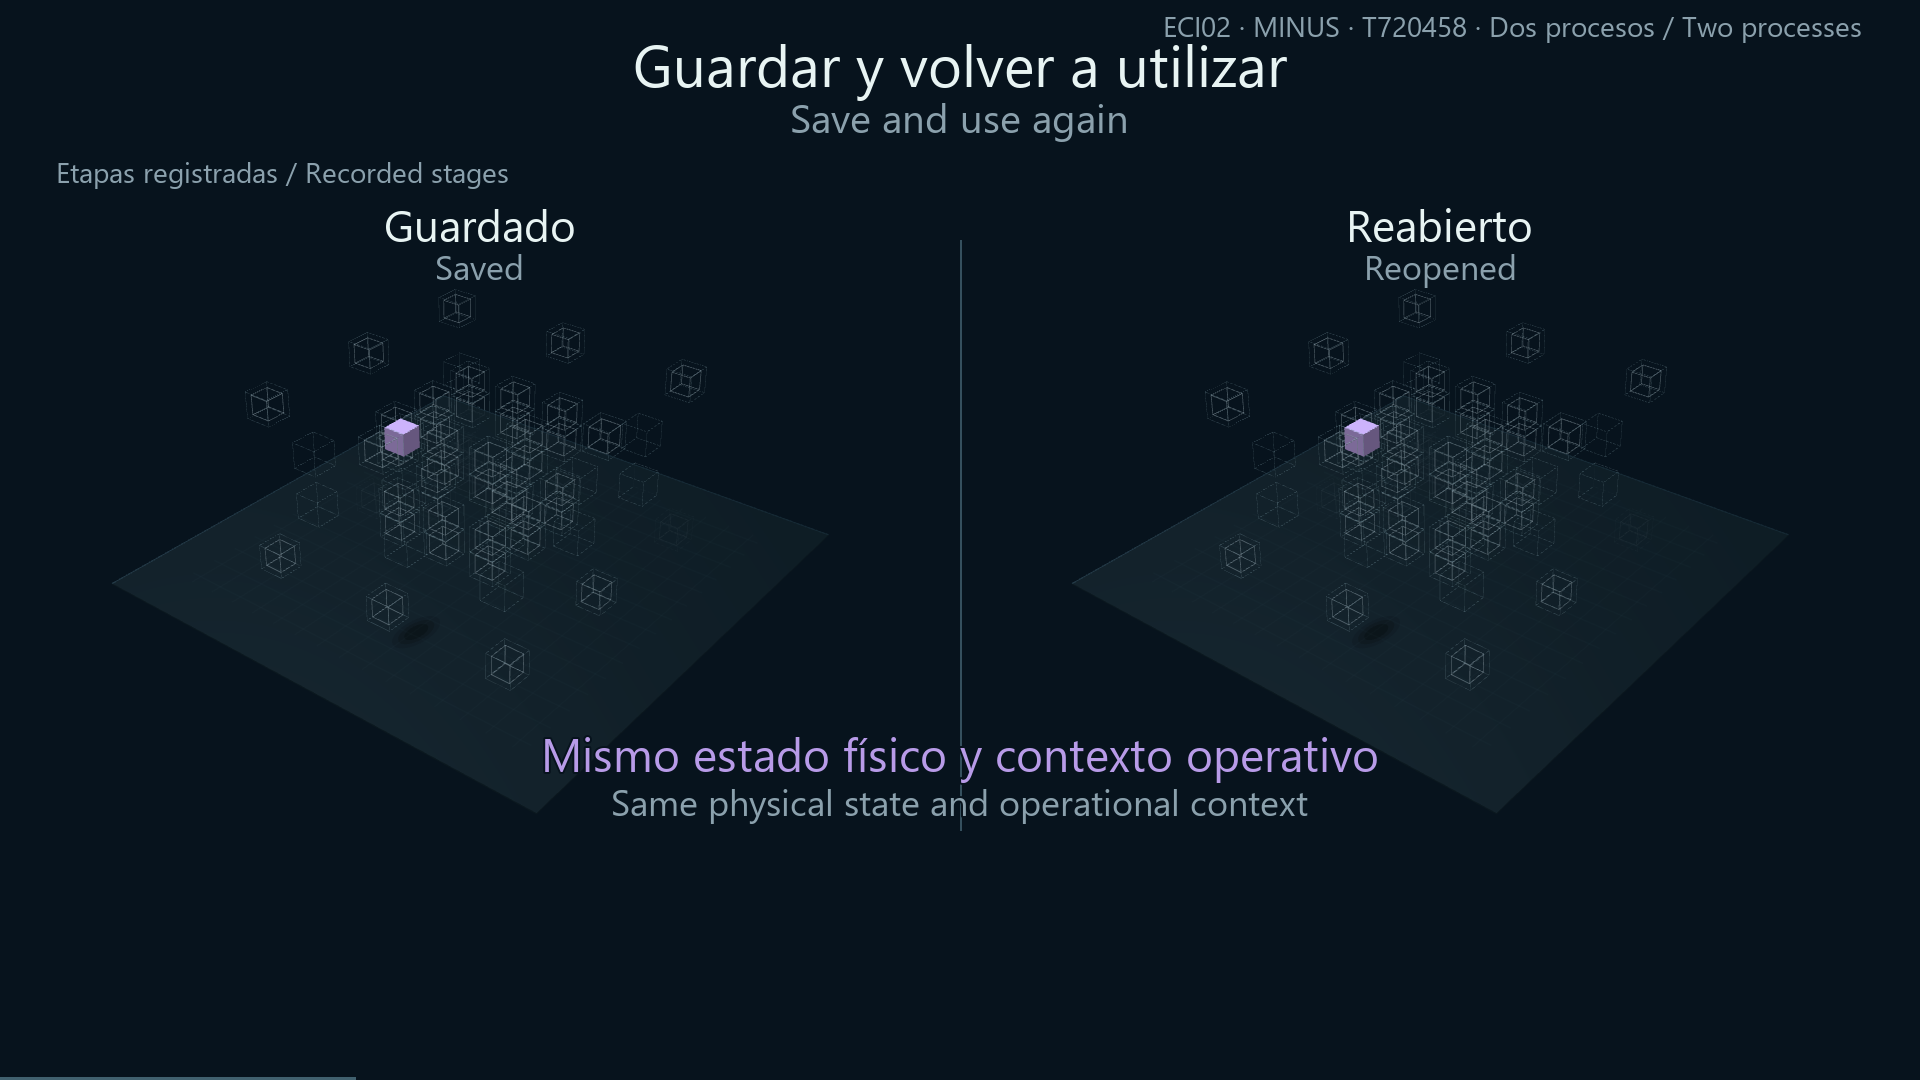 ECI02 · MINUS · T720458 · Dos procesos / Two processes
Guardar y volver a utilizar
Save and use again
Etapas registradas / Recorded stages
Guardado
Saved
Reabierto
Reopened
Mismo estado físico y contexto operativo
Same physical state and operational context